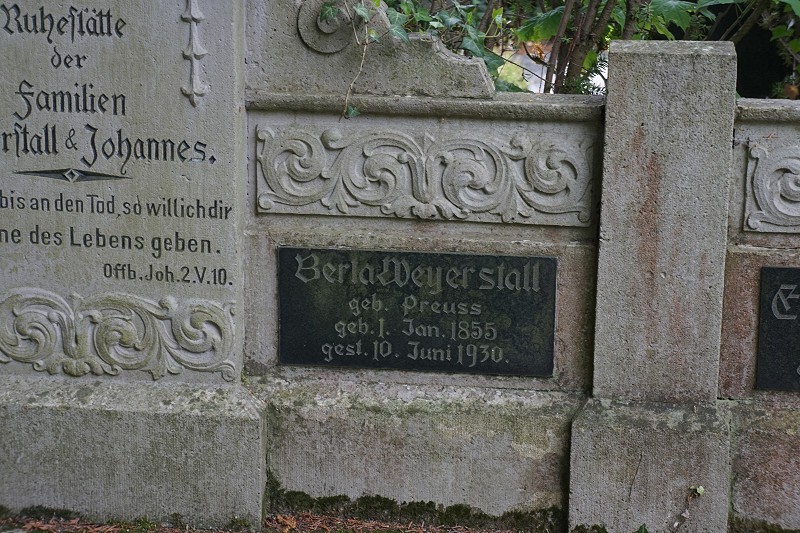 Ruhestätte
der
Familien
rstall & Johannes.
bis an den Tod, so will ich dir
ne des Lebens geben.
Offb. Joh. 2. V. 10.
Berta Weyerstall
geb. Preuss
geb. 1. Jan. 1855
gest. 10. Juni 1930.